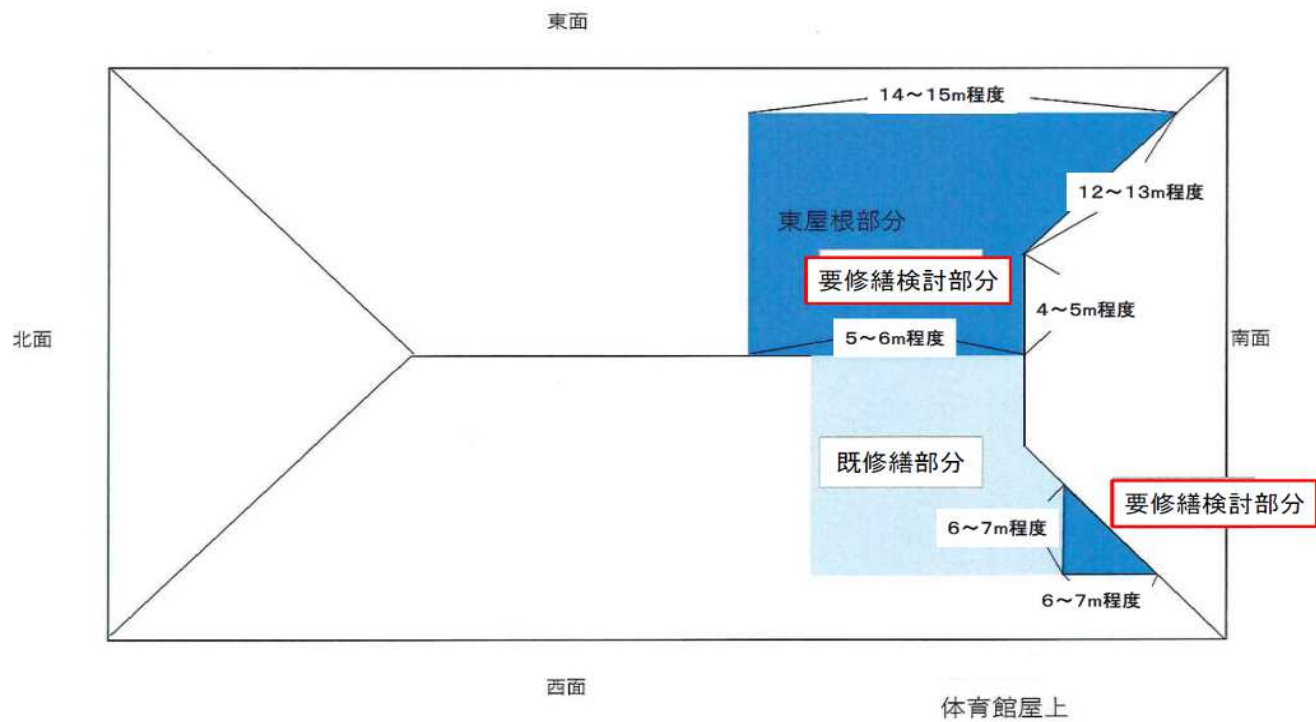 東面
14～15m程度
12～13m程度
東屋根部分
要修繕検討部分
4～5m程度
北面
5～6m程度
南面
既修繕部分
要修繕検討部分
6～7m程度
6～7m程度
西面
体育館屋上